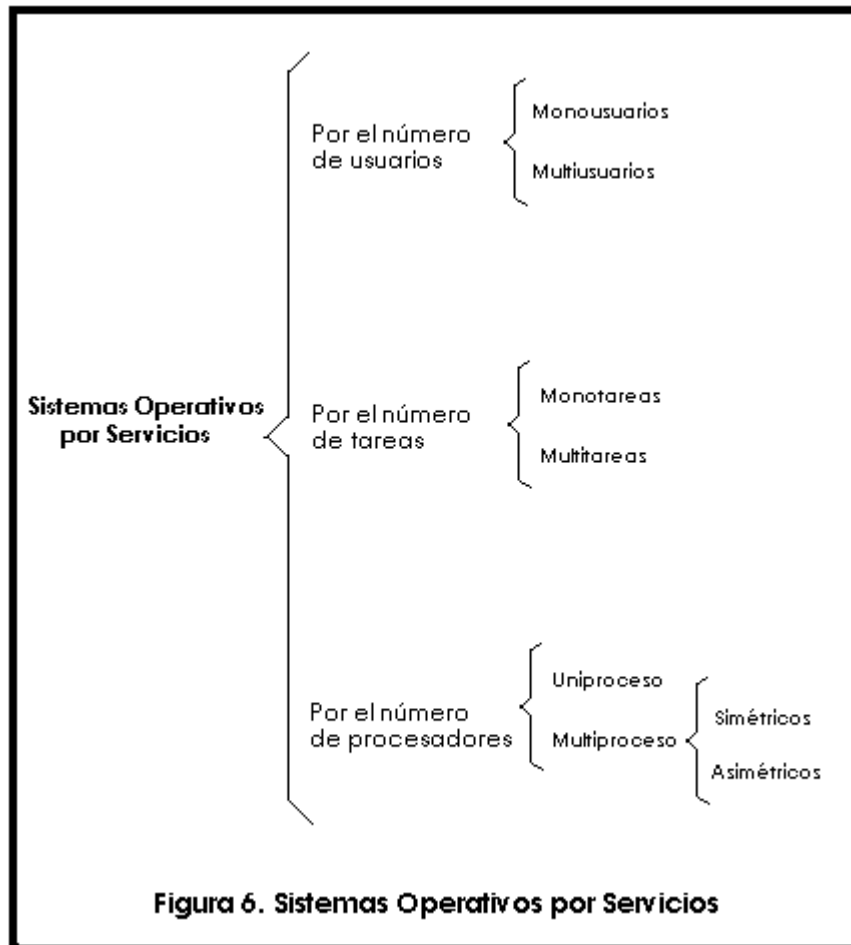 Por el número
de usuarios
Monousuarios
Multiusuarios
Sistemas Operativos
por Servicios
Por el número
de tareas
Monotareas
Multitareas
Por el número
de procesadores
Uniproceso
Multiproceso
Simétricos
Asimétricos
Figura 6. Sistemas Operativos por Servicios